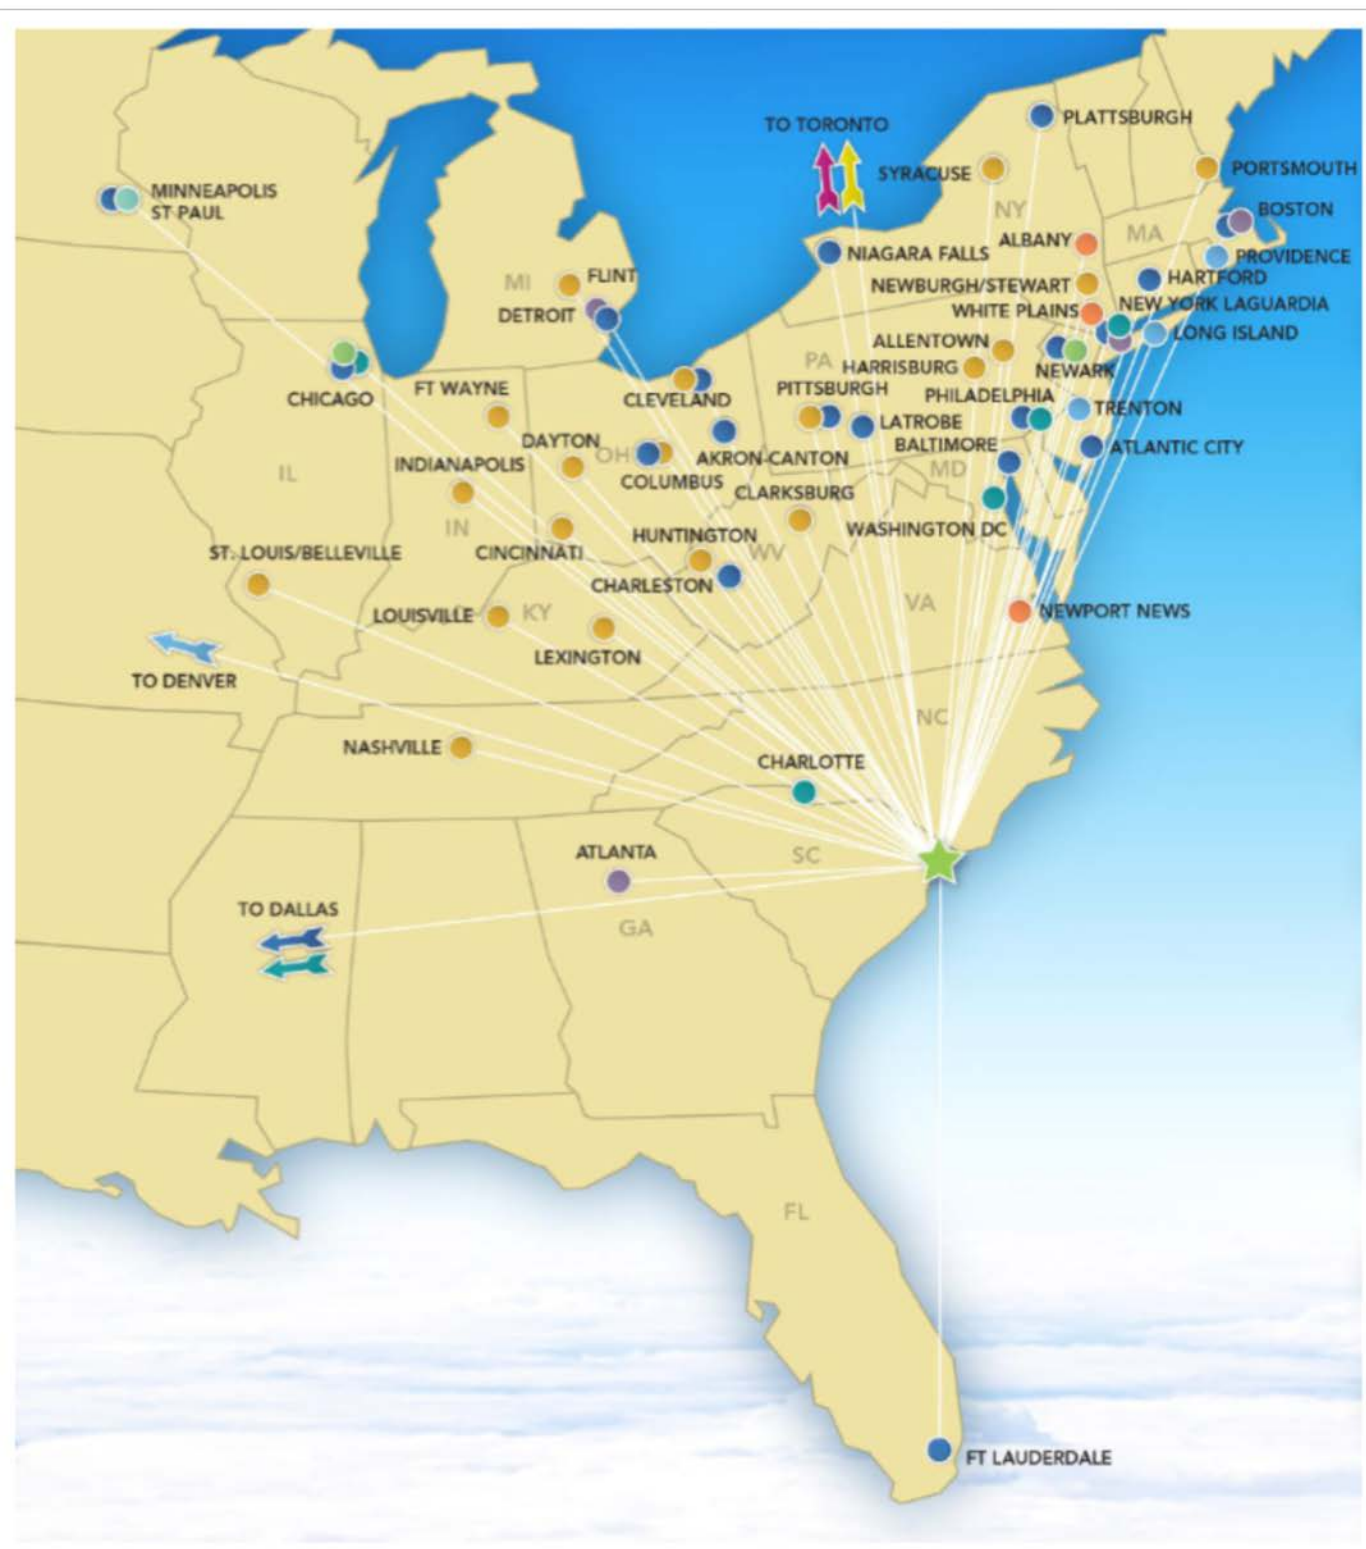 PLATTSBURGH
TO TORONTO
SYRACUSE
PORTSMOUTH
MINNEAPOLIS
ST PAUL
BOSTON
NY
ALBANY
MA
NIAGARA FALLS
PROVIDENCE
FLINT
MI
HARTFORD
NEWBURGH/STEWART
NEW YORK LAGUARDIA
WHITE PLAINS
DETROIT
LONG ISLAND
ALLENTOWN
PA
HARRISBURG
NEWARK
FT WAYNE
PITTSBURGH
CHICAGO
CLEVELAND
PHILADELPHIA
TRENTON
LATROBE
DAYTON
BALTIMORE
ATLANTIC CITY
OH
AKRON-CANTON
INDIANAPOLIS
MD
IL
COLUMBUS
CLARKSBURG
IN
WASHINGTON DC
HUNTINGTON
ST. LOUIS/BELLEVILLE
CINCINNATI
WV
CHARLESTON
VA
NEWPORT NEWS
LOUISVILLE
KY
LEXINGTON
TO DENVER
NC
NASHVILLE
CHARLOTTE
ATLANTA
SC
TO DALLAS
GA
FL
FT LAUDERDALE